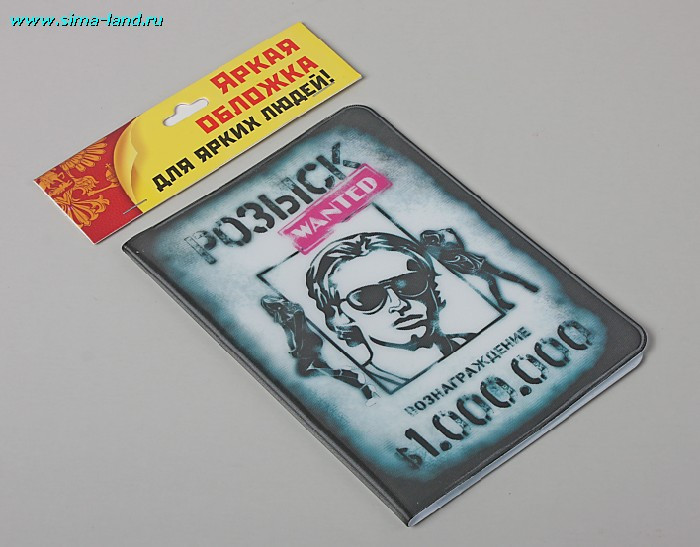 www.sima-land.ru
ЯРКАЯ
ОБЛОЖКА
ДЛЯ ЯРКИХ ЛЮДЕЙ!
РОЗЫСК
WANTED
ВОЗНАГРАЖДЕНИЕ
$1.000.000